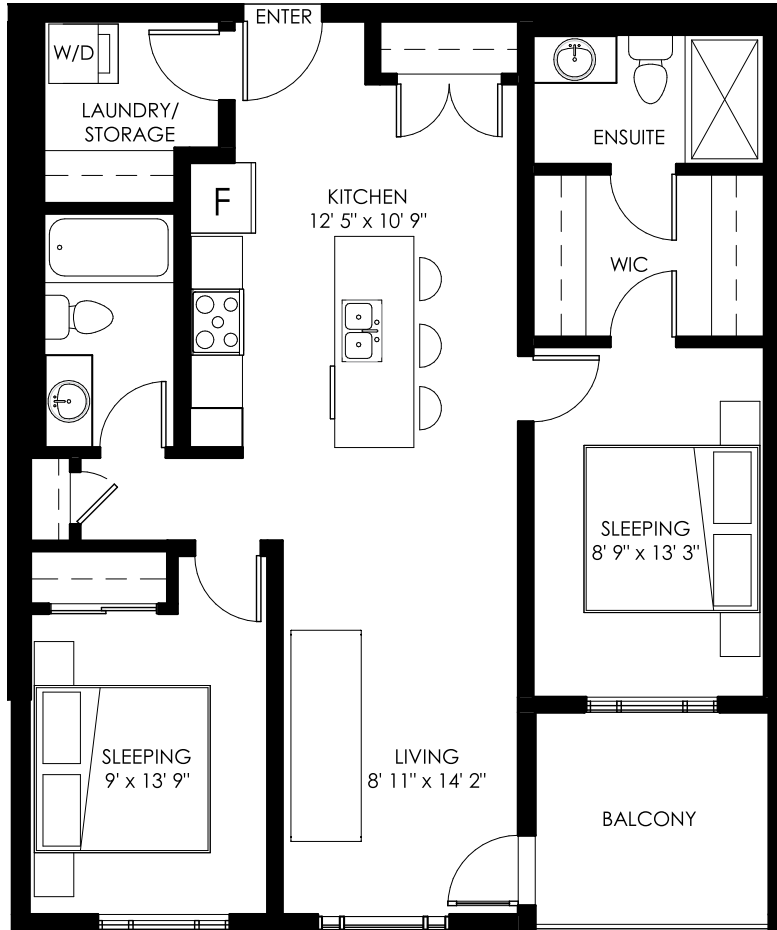 ENTER
W/D
LAUNDRY/
STORAGE
ENSUITE
F
KITCHEN
12' 5" x 10' 9"
WIC
SLEEPING
8' 9" x 13' 3"
SLEEPING
9' x 13' 9"
LIVING
8' 11" x 14' 2"
BALCONY